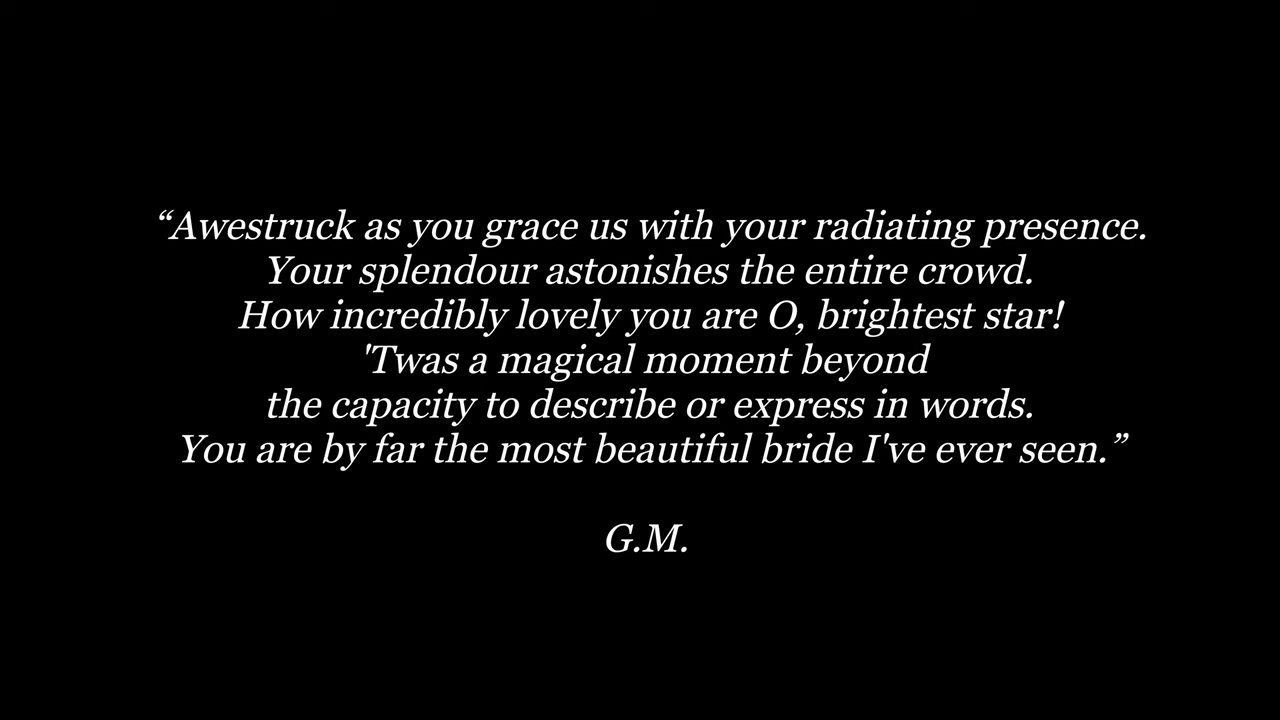 “Awestruck as you grace us with your radiating presence.
Your splendour astonishes the entire crowd.
How incredibly lovely you are O, brightest star!
'Twas a magical moment beyond
the capacity to describe or express in words.
You are by far the most beautiful bride I've ever seen.”
G.M.